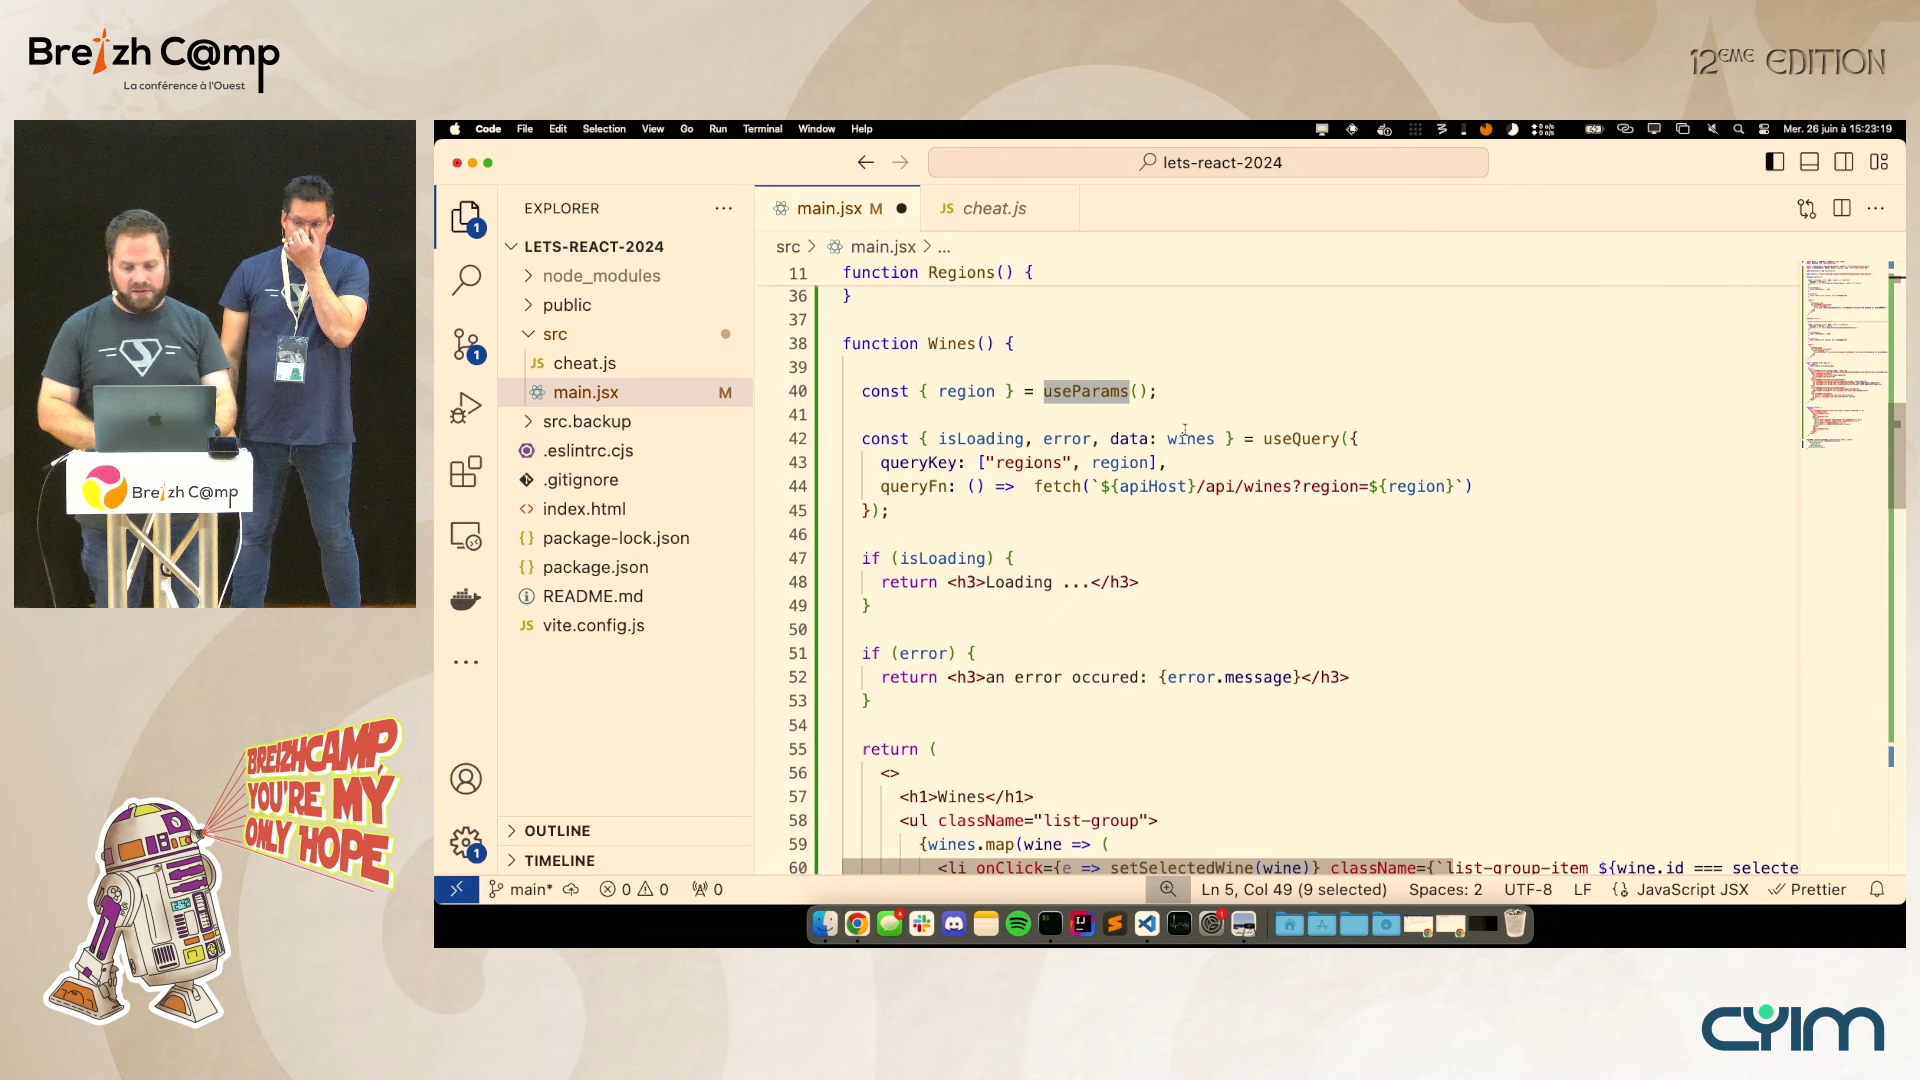 Breizh C@mp
La conférence à l'Ouest
12EME EDITION
Code File Edit Selection View Go Run Terminal Window Help
Mer. 26 juin à 15:23:19
lets-react-2024
EXPLORER
main.jsx M
JS cheat.js
LETS-REACT-2024
src > main.jsx > ...
node_modules
public
src
JS cheat.js
main.jsx M
src.backup
.eslintrc.cjs
.gitignore
<> index.html
{} package-lock.json
{} package.json
README.md
JS vite.config.js
OUTLINE
TIMELINE
11 function Regions() {
36 }
37
38 function Wines() {
39
40 const { region } = useParams();
41
42 const { isLoading, error, data: wines } = useQuery({
43 queryKey: ["regions", region],
44 queryFn: () => fetch(`${apiHost}/api/wines?region=${region}`)
45 });
46
47 if (isLoading) {
48 return <h3>Loading ...</h3>
49 }
50
51 if (error) {
52 return <h3>an error occured: {error.message}</h3>
53 }
54
55 return (
56 <>
57 <h1>Wines</h1>
58 <ul className="list-group">
59 {wines.map(wine => (
60 <li onClick={e => setSelectedWine(wine)} className={`list-group-item ${wine.id === selecte
main* 0 0 0 Ln 5, Col 49 (9 selected) Spaces: 2 UTF-8 LF JavaScript JSX Prettier
Breizh C@mp
BREIZHCAMP,
YOU'RE MY
ONLY HOPE
CYIM